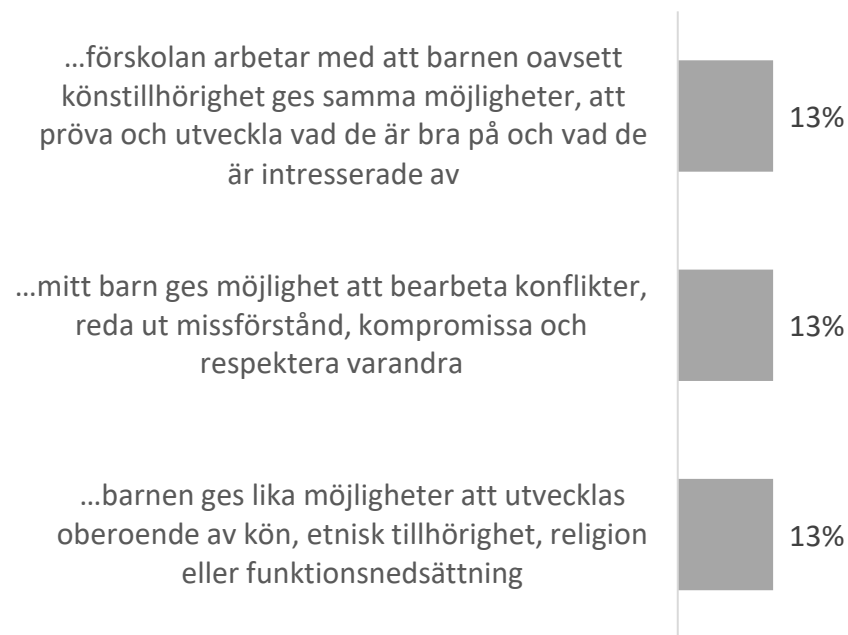 …förskolan arbetar med att barnen oavsett
könstillhörighet ges samma möjligheter, att
pröva och utveckla vad de är bra på och vad de
är intresserade av
13%
…mitt barn ges möjlighet att bearbeta konflikter,
reda ut missförstånd, kompromissa och
respektera varandra
13%
…barnen ges lika möjligheter att utvecklas
oberoende av kön, etnisk tillhörighet, religion
eller funktionsnedsättning
13%